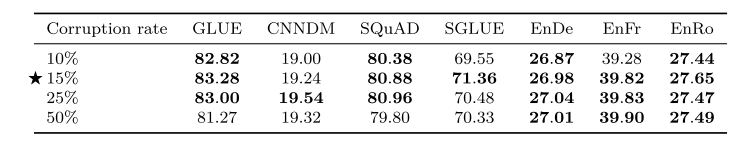 Corruption rate GLUE CNNDM SQuAD SGLUE EnDe EnFr EnRo
10% 82.82 19.00 80.38 69.55 26.87 39.28 27.44
★ 15% 83.28 19.24 80.88 71.36 26.98 39.82 27.65
25% 83.00 19.54 80.96 70.48 27.04 39.83 27.47
50% 81.27 19.32 79.80 70.33 27.01 39.90 27.49